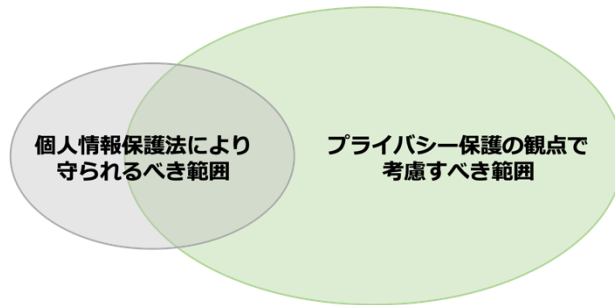 個人情報保護法により
守られるべき範囲
プライバシー保護の観点で
考慮すべき範囲